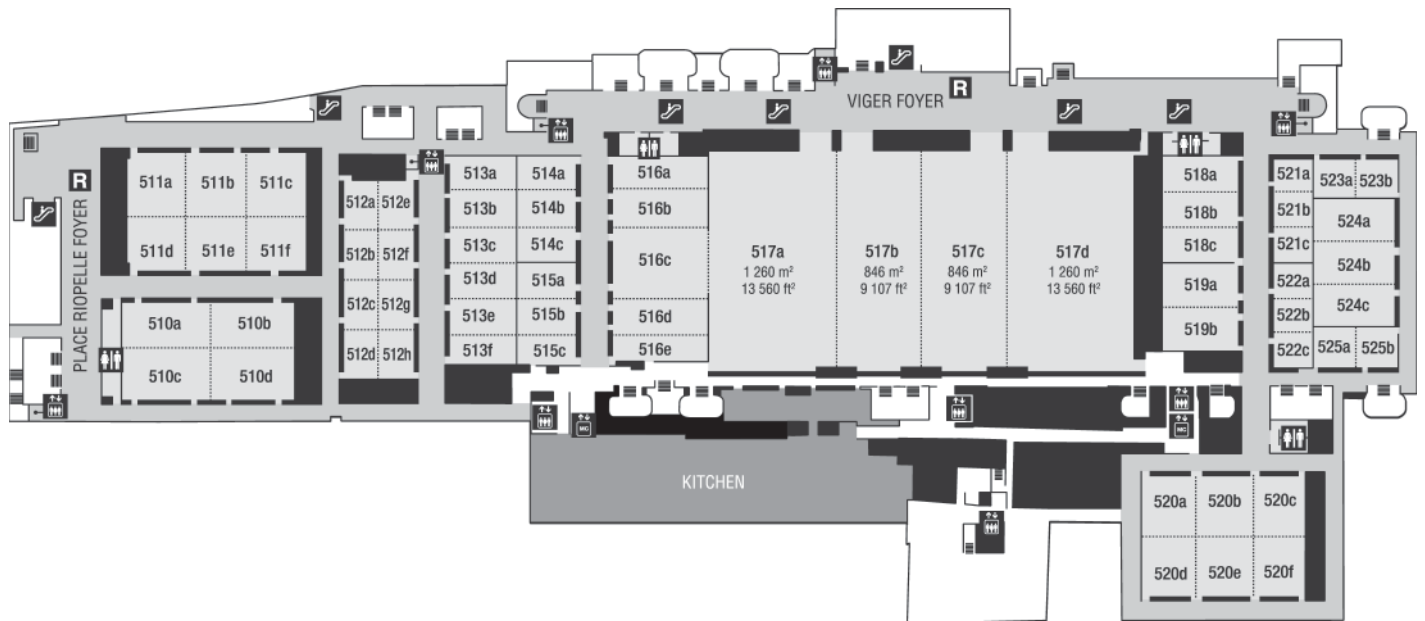 VIGER FOYER
R
R
PLACE RIOPELLE FOYER
511a
511b
511c
511d
511e
511f
510a
510b
510c
510d
512a
512e
512b
512f
512c
512g
512d
512h
513a
513b
513c
513d
513e
513f
514a
514b
514c
515a
515b
515c
516a
516b
516c
516d
516e
517a
1 260 m²
13 560 ft²
517b
846 m²
9 107 ft²
517c
846 m²
9 107 ft²
517d
1 260 m²
13 560 ft²
518a
518b
518c
519a
519b
521a
521b
521c
522a
522b
522c
523a
523b
524a
524b
524c
525a
525b
MC
MC
KITCHEN
520a
520b
520c
520d
520e
520f